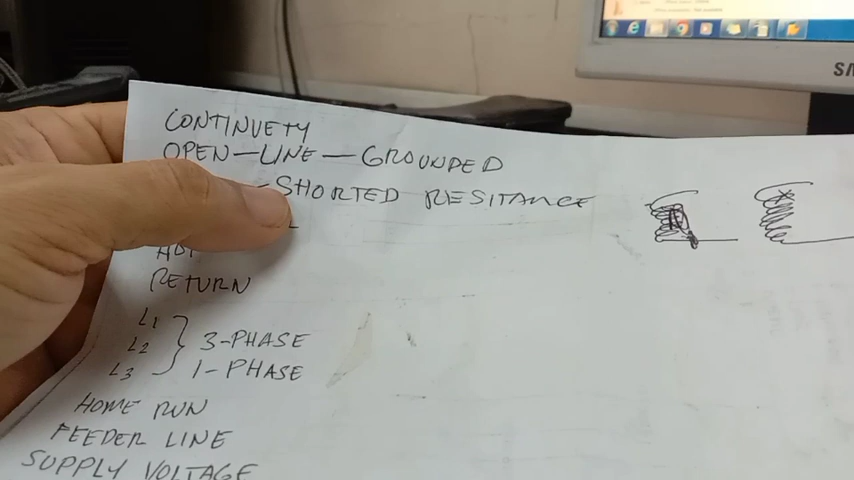 CONTINUETY
OPEN-LINE-GROUNDED
-SHORTED RESITANCE
RETURN
L1
L2
L3
3-PHASE
1-PHASE
HOME RUN
FEEDER LINE
SUPPLY VOLTAGE